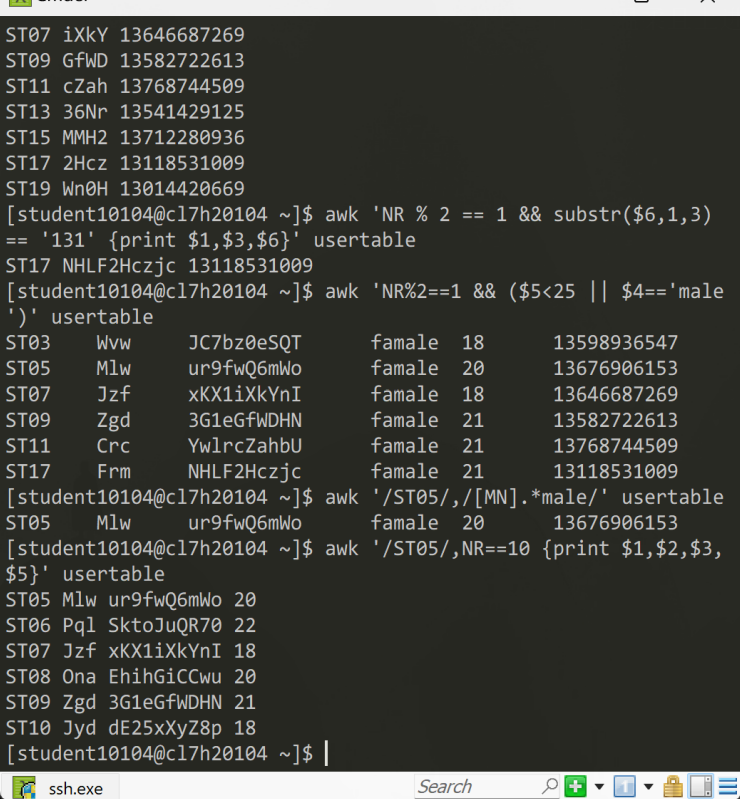 ST07 iXkY 13646687269
ST09 GfWD 13582722613
ST11 cZah 13768744509
ST13 36Nr 13541429125
ST15 MMH2 13712280936
ST17 2Hcz 13118531009
ST19 Wn0H 13014420669
[student10104@cl7h20104 ~]$ awk 'NR % 2 == 1 && substr($6,1,3)
== '131' {print $1,$3,$6}' usertable
ST17 NHLF2Hczjc 13118531009
[student10104@cl7h20104 ~]$ awk 'NR%2==1 && ($5<25 || $4=='male
')' usertable
ST03 Wvw JC7bz0eSQT famale 18 13598936547
ST05 Mlw ur9fwQ6mWo famale 20 13676906153
ST07 Jzf xKX1iXkYnI famale 18 13646687269
ST09 Zgd 3G1eGfWDHN famale 21 13582722613
ST11 Crc YwlrcZahbU famale 21 13768744509
ST17 Frm NHLF2Hczjc famale 21 13118531009
[student10104@cl7h20104 ~]$ awk '/ST05/,/[MN].*male/' usertable
ST05 Mlw ur9fwQ6mWo famale 20 13676906153
[student10104@cl7h20104 ~]$ awk '/ST05/,NR==10 {print $1,$2,$3,
$5}' usertable
ST05 Mlw ur9fwQ6mWo 20
ST06 Pql SktoJuQR70 22
ST07 Jzf xKX1iXkYnI 18
ST08 Ona EhihGiCCwu 20
ST09 Zgd 3G1eGfWDHN 21
ST10 Jyd dE25xXyZ8p 18
[student10104@cl7h20104 ~]$
ssh.exe Search 1